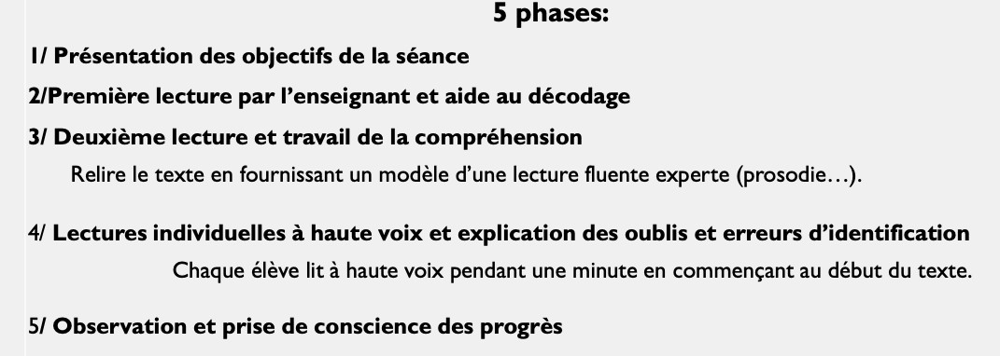 5 phases:
1/ Présentation des objectifs de la séance
2/Première lecture par l’enseignant et aide au décodage
3/ Deuxième lecture et travail de la compréhension
Relire le texte en fournissant un modèle d’une lecture fluente experte (prosodie…).
4/ Lectures individuelles à haute voix et explication des oublis et erreurs d’identification
Chaque élève lit à haute voix pendant une minute en commençant au début du texte.
5/ Observation et prise de conscience des progrès